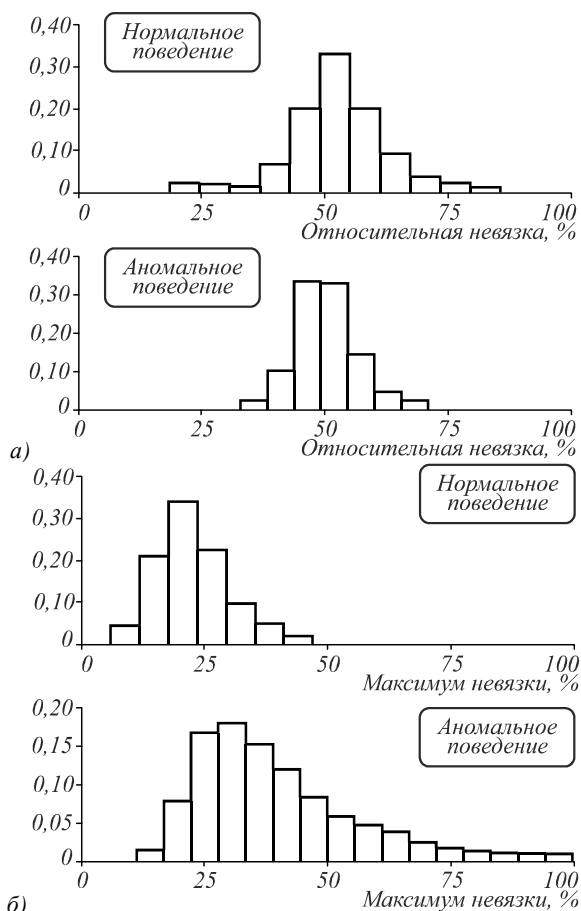 0,40
Нормальное
поведение
0,30
0,20
0,10
0
0 25 50 75 100
Относительная невязка, %
0,40
Аномальное
поведение
0,30
0,20
0,10
0
0 25 50 75 100
а) Относительная невязка, %
0,40
Нормальное
поведение
0,30
0,20
0,10
0
0 25 50 75 100
Максимум невязки, %
0,20
Аномальное
поведение
0,15
0,10
0,05
0
0 25 50 75 100
б) Максимум невязки, %